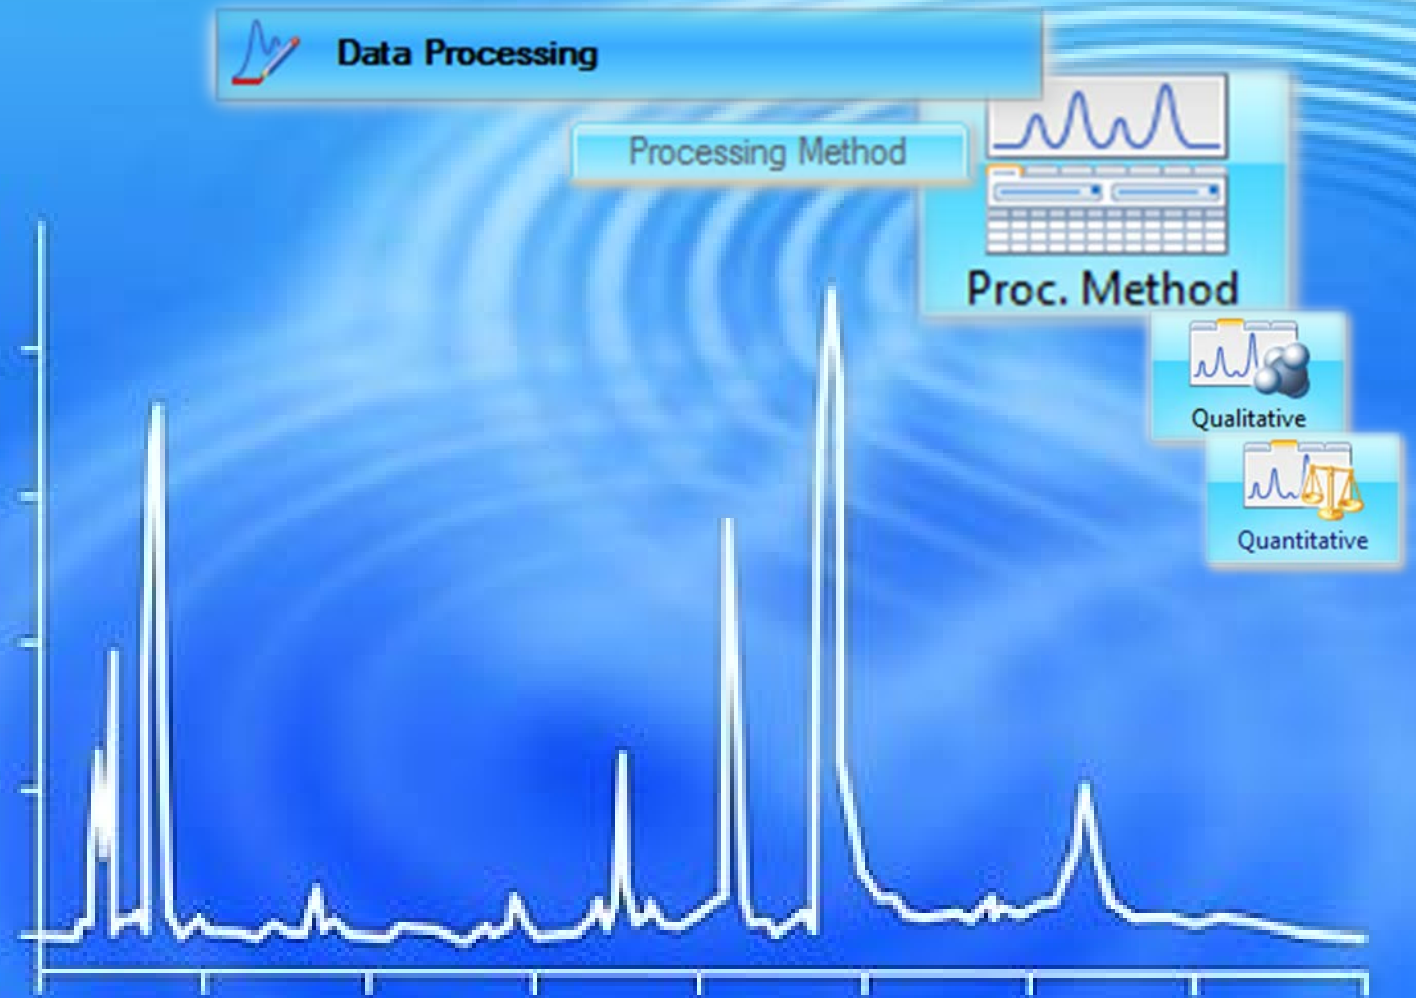 Data Processing
Processing Method
Proc. Method
Qualitative
Quantitative